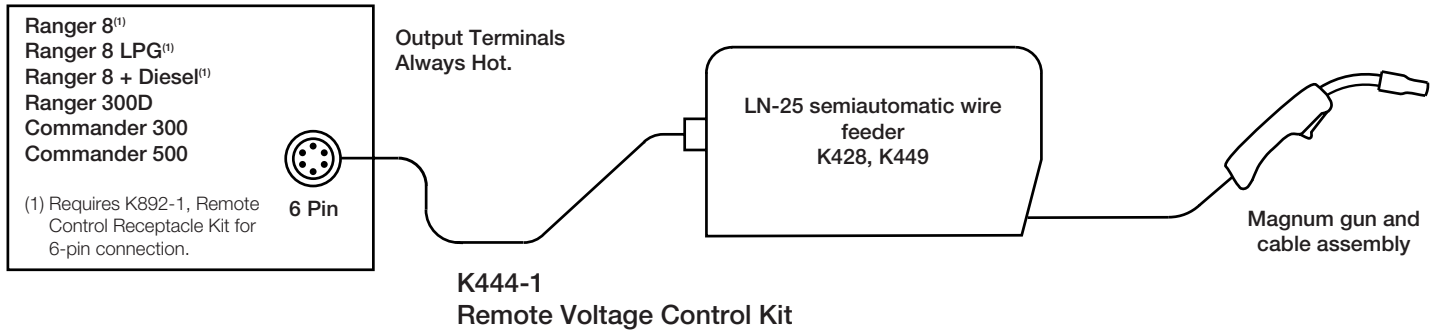 Ranger 8(1)
Ranger 8 LPG(1)
Ranger 8 + Diesel(1)
Ranger 300D
Commander 300
Commander 500
(1) Requires K892-1, Remote
Control Receptacle Kit for
6-pin connection.
6 Pin
Output Terminals
Always Hot.
K444-1
Remote Voltage Control Kit
LN-25 semiautomatic wire
feeder
K428, K449
Magnum gun and
cable assembly